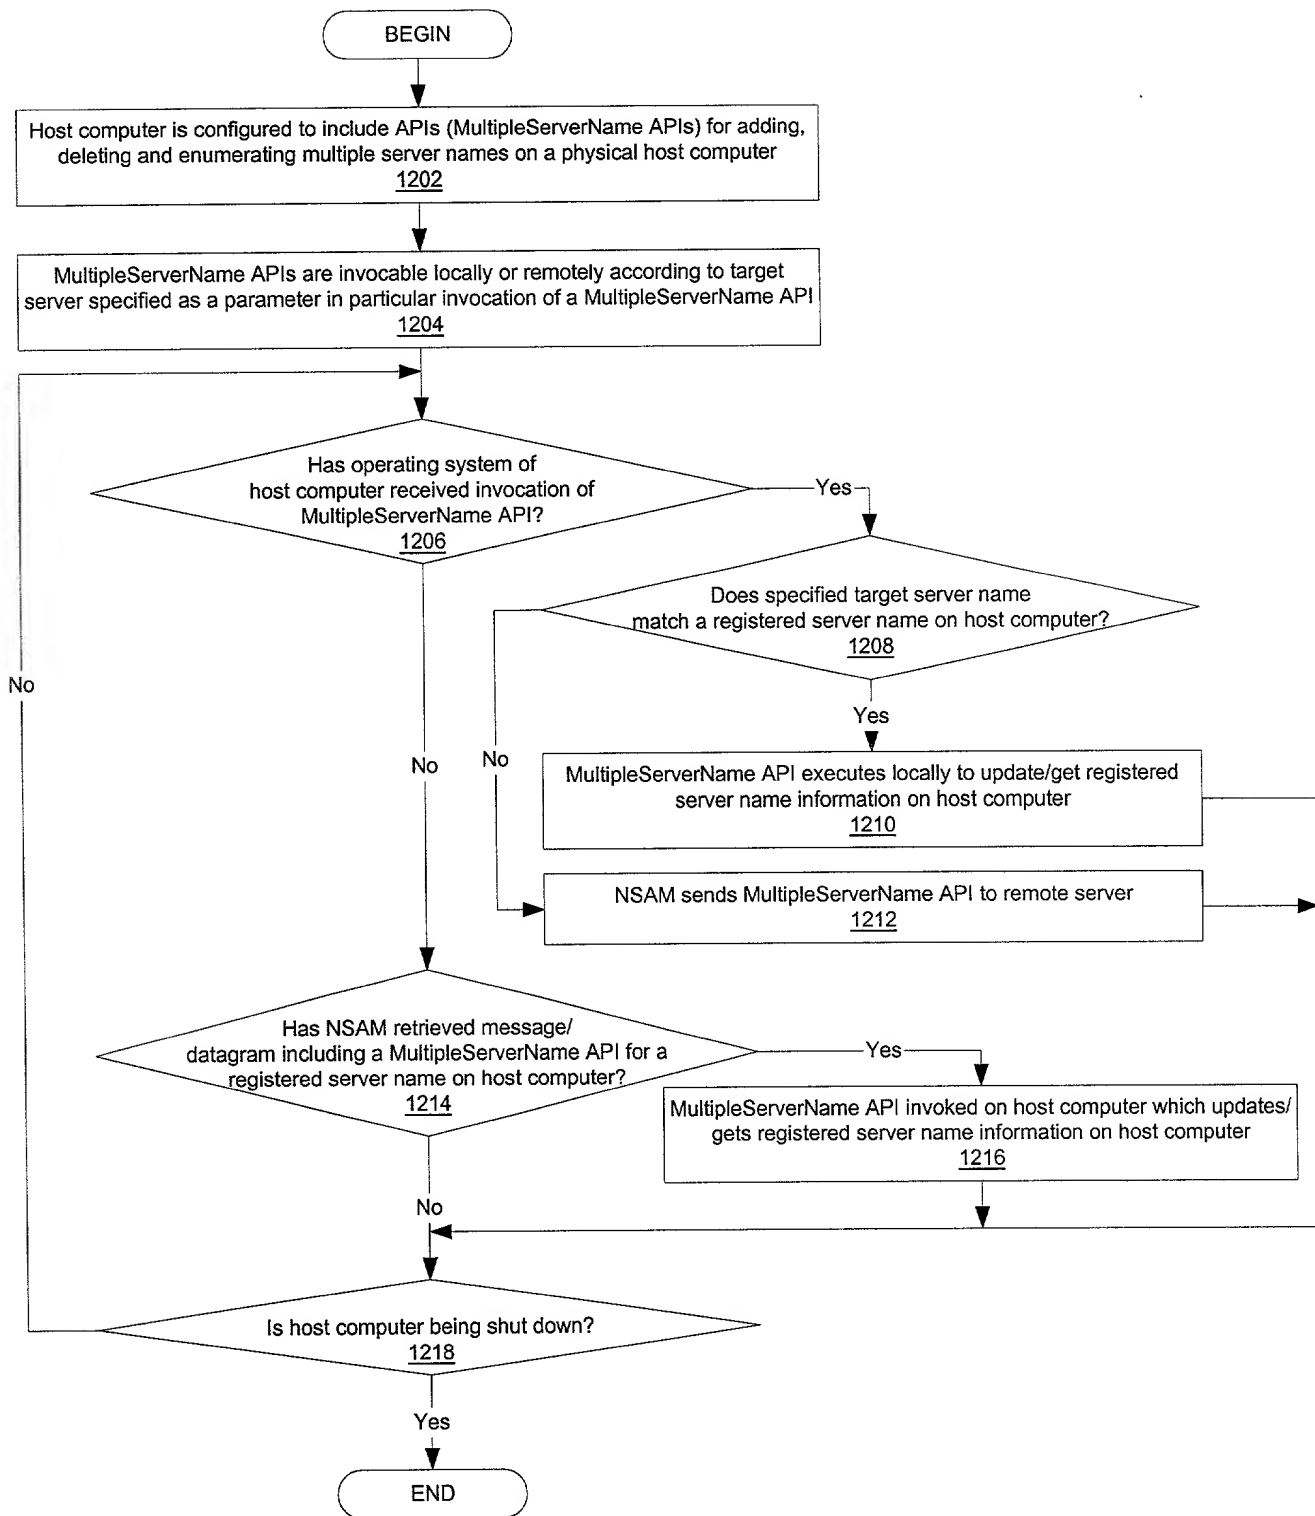 BEGIN
Host computer is configured to include APIs (MultipleServerName APIs) for adding,
deleting and enumerating multiple server names on a physical host computer
1202
MultipleServerName APIs are invocable locally or remotely according to target
server specified as a parameter in particular invocation of a MultipleServerName API
1204
Has operating system of
host computer received invocation of
MultipleServerName API?
1206
Yes
Does specified target server name
match a registered server name on host computer?
1208
No
Yes
No
No
MultipleServerName API executes locally to update/get registered
server name information on host computer
1210
NSAM sends MultipleServerName API to remote server
1212
Has NSAM retrieved message/
datagram including a MultipleServerName API for a
registered server name on host computer?
1214
Yes
MultipleServerName API invoked on host computer which updates/
gets registered server name information on host computer
1216
No
Is host computer being shut down?
1218
Yes
END